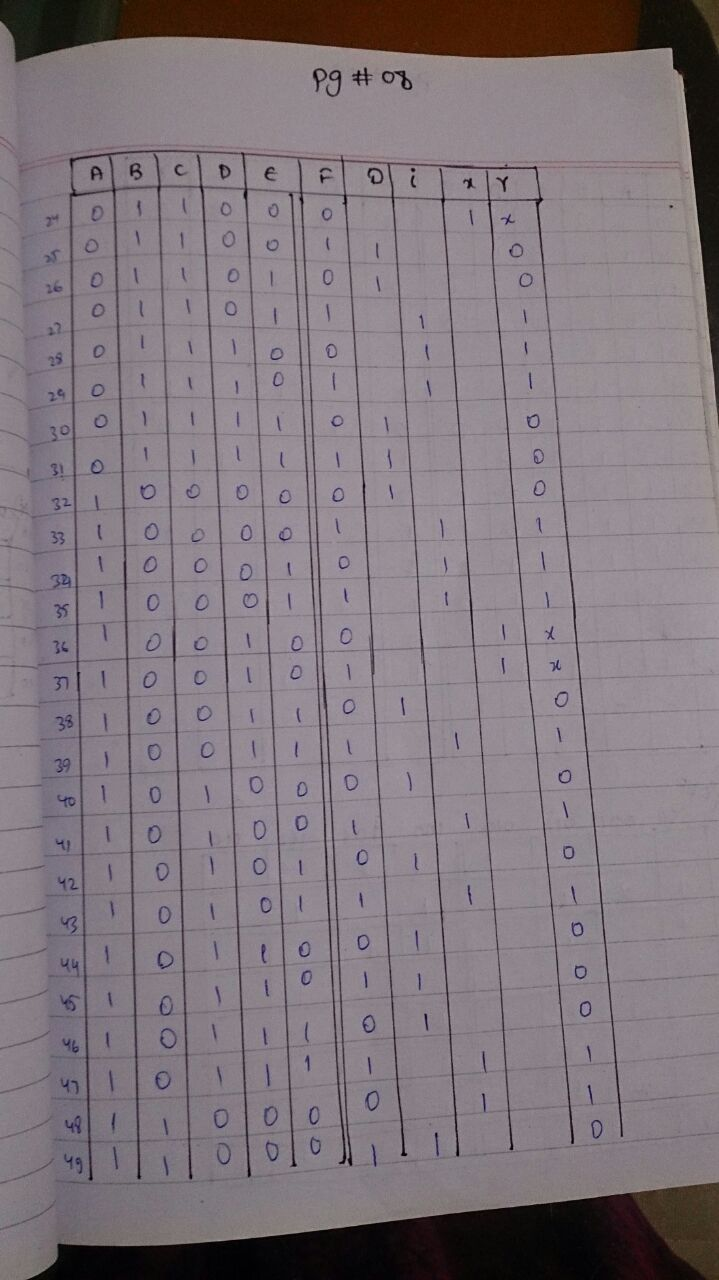 Pg # 08
A B C D E F 0 i x Y
24 0 1 1 0 0 0 1 x
25 0 1 1 0 0 1 1 0
26 0 1 1 0 1 0 1 0
27 0 1 1 0 1 1 1 1
28 0 1 1 1 0 0 1 1
29 0 1 1 1 0 1 1 1
30 0 1 1 1 1 0 1 0
31 0 1 1 1 1 1 1 0
32 1 0 0 0 0 0 1 0
33 1 0 0 0 0 1 1 1
34 1 0 0 0 1 0 1 1
35 1 0 0 0 1 1 1 1
36 1 0 0 1 0 0 1 x
37 1 0 0 1 0 1 1 x
38 1 0 0 1 1 0 1 0
39 1 0 0 1 1 1 1 1
40 1 0 1 0 0 0 1 0
41 1 0 1 0 0 1 1 1
42 1 0 1 0 1 0 1 0
43 1 0 1 0 1 1 1 1
44 1 0 1 1 0 0 1 0
45 1 0 1 1 0 1 1 0
46 1 0 1 1 1 0 1 0
47 1 0 1 1 1 1 1 1
48 1 1 0 0 0 0 1 1
49 1 1 0 0 0 1 1 0